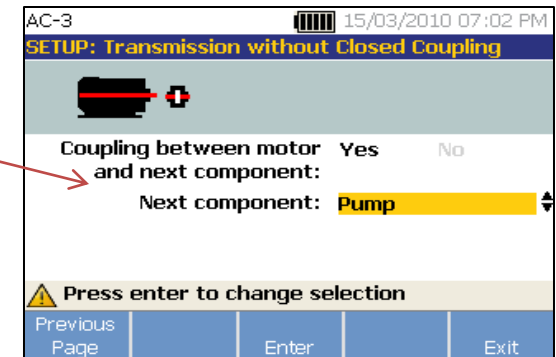 AC-3 15/03/2010 07:02 PM
SETUP: Transmission without Closed Coupling
Coupling between motor Yes No
and next component:
Next component: Pump
Press enter to change selection
Previous
Page Enter Exit